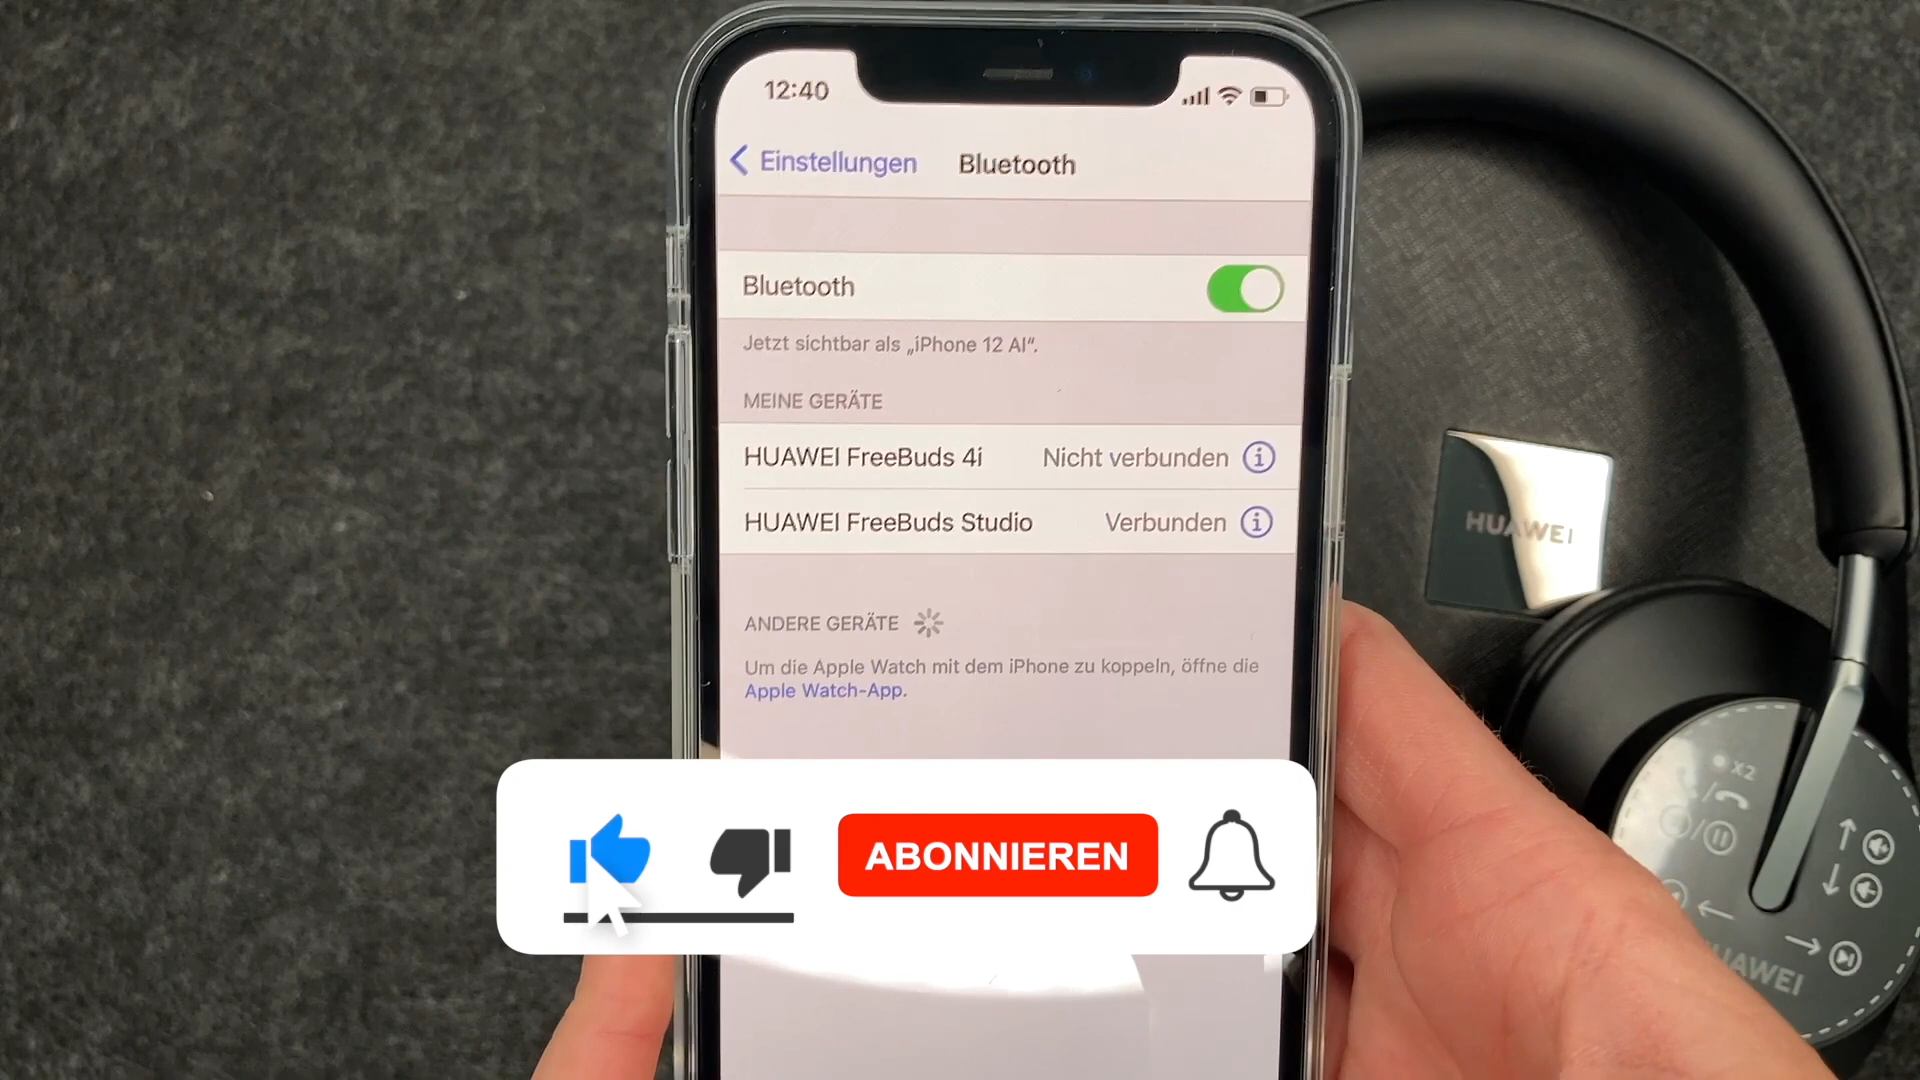 12:40
Einstellungen Bluetooth
Bluetooth
Jetzt sichtbar als „iPhone 12 AI“.
MEINE GERÄTE
HUAWEI FreeBuds 4i Nicht verbunden
HUAWEI FreeBuds Studio Verbunden
ANDERE GERÄTE
Um die Apple Watch mit dem iPhone zu koppeln, öffne die
Apple Watch-App.
ABONNIEREN
HUAWEI
X2
HUAWEI